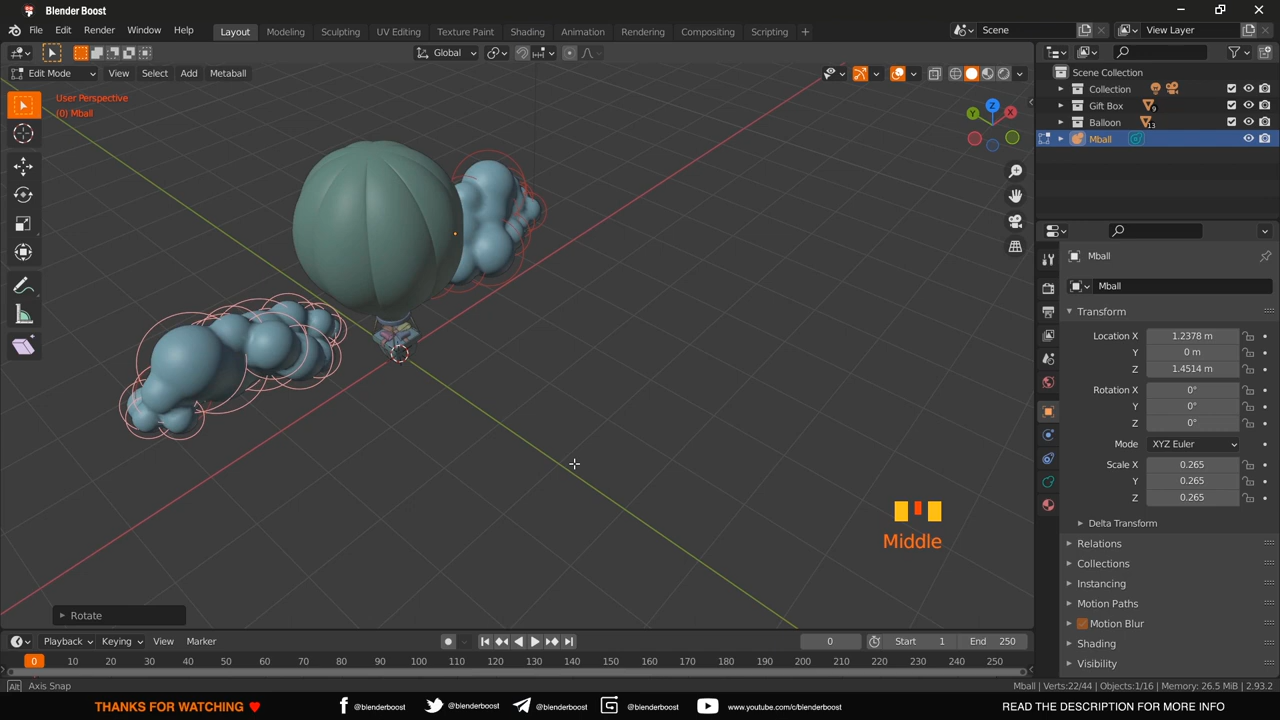 Blender Boost
File Edit Render Window Help Layout Modeling Sculpting UV Editing Texture Paint Shading Animation Rendering Compositing Scripting + Scene View Layer
Global
Edit Mode View Select Add Metaball
User Perspective
(0) Mball
Z
Y
X
Scene Collection
Collection
Gift Box 9
Balloon 13
Mball
Mball
Mball
Transform
Location X 1.2378 m
Y 0 m
Z 1.4514 m
Rotation X 0°
Y 0°
Z 0°
Mode XYZ Euler
Scale X 0.265
Y 0.265
Z 0.265
Delta Transform
Relations
Collections
Instancing
Motion Paths
Motion Blur
Shading
Visibility
Middle
Rotate
Playback Keying View Marker 0 Start 1 End 250
0 10 20 30 40 50 60 70 80 90 100 110 120 130 140 150 160 170 180 190 200 210 220 230 240 250
Alt Axis Snap Mball | Verts:22/44 | Objects:1/16 | Memory: 26.5 MiB | 2.93.2
THANKS FOR WATCHING @blenderboost @blenderboost @blenderboost @blenderboost www.youtube.com/c/blenderboost READ THE DESCRIPTION FOR MORE INFO